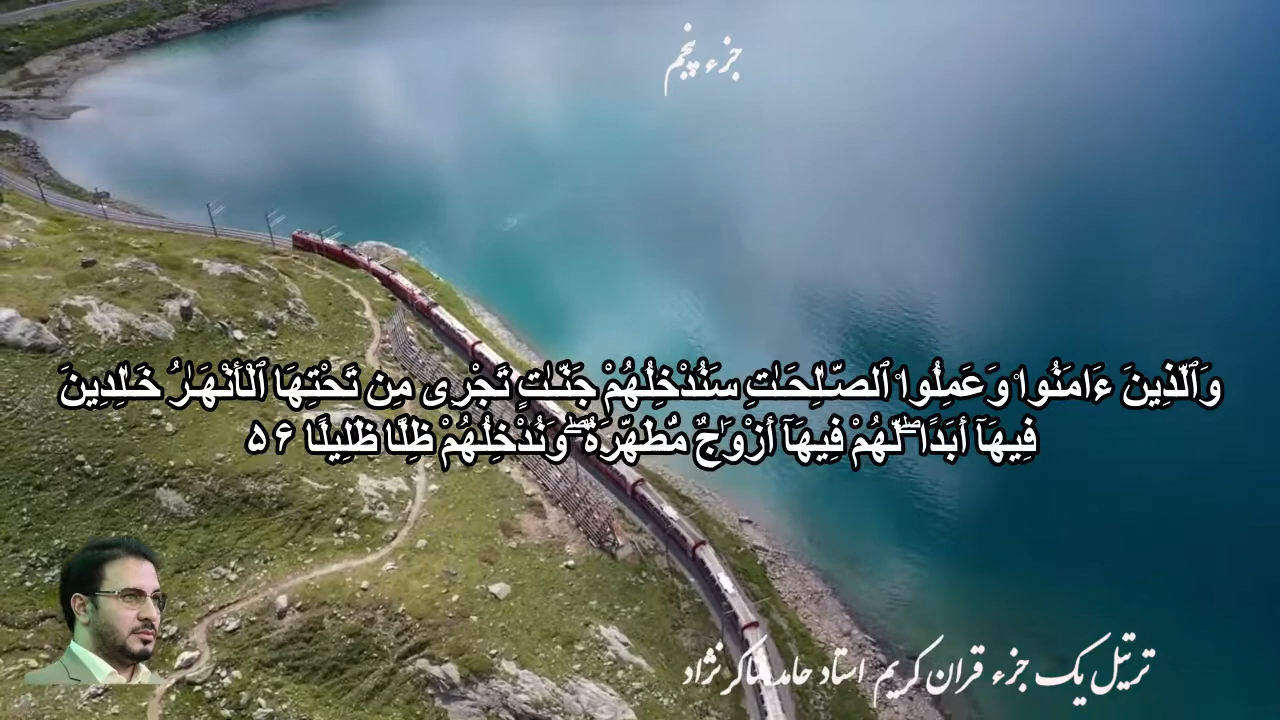 جزء پنجم
وَٱلَّذِينَ ءَامَنُوا۟ وَعَمِلُوا۟ ٱلصَّـٰلِحَـٰتِ سَنُدْخِلُهُمْ جَنَّـٰتٍ تَجْرِى مِن تَحْتِهَا ٱلْأَنْهَـٰرُ خَـٰلِدِينَ
فِيهَآ أَبَدًا ۖ لَّهُمْ فِيهَآ أَزْوَٰجٌ مُّطَهَّرَةٌ ۖ وَنُدْخِلُهُمْ ظِلًّا ظَلِيلًا ۵۶
ترتیل یک جزء قران کریم استاد حامد شاکرنژاد